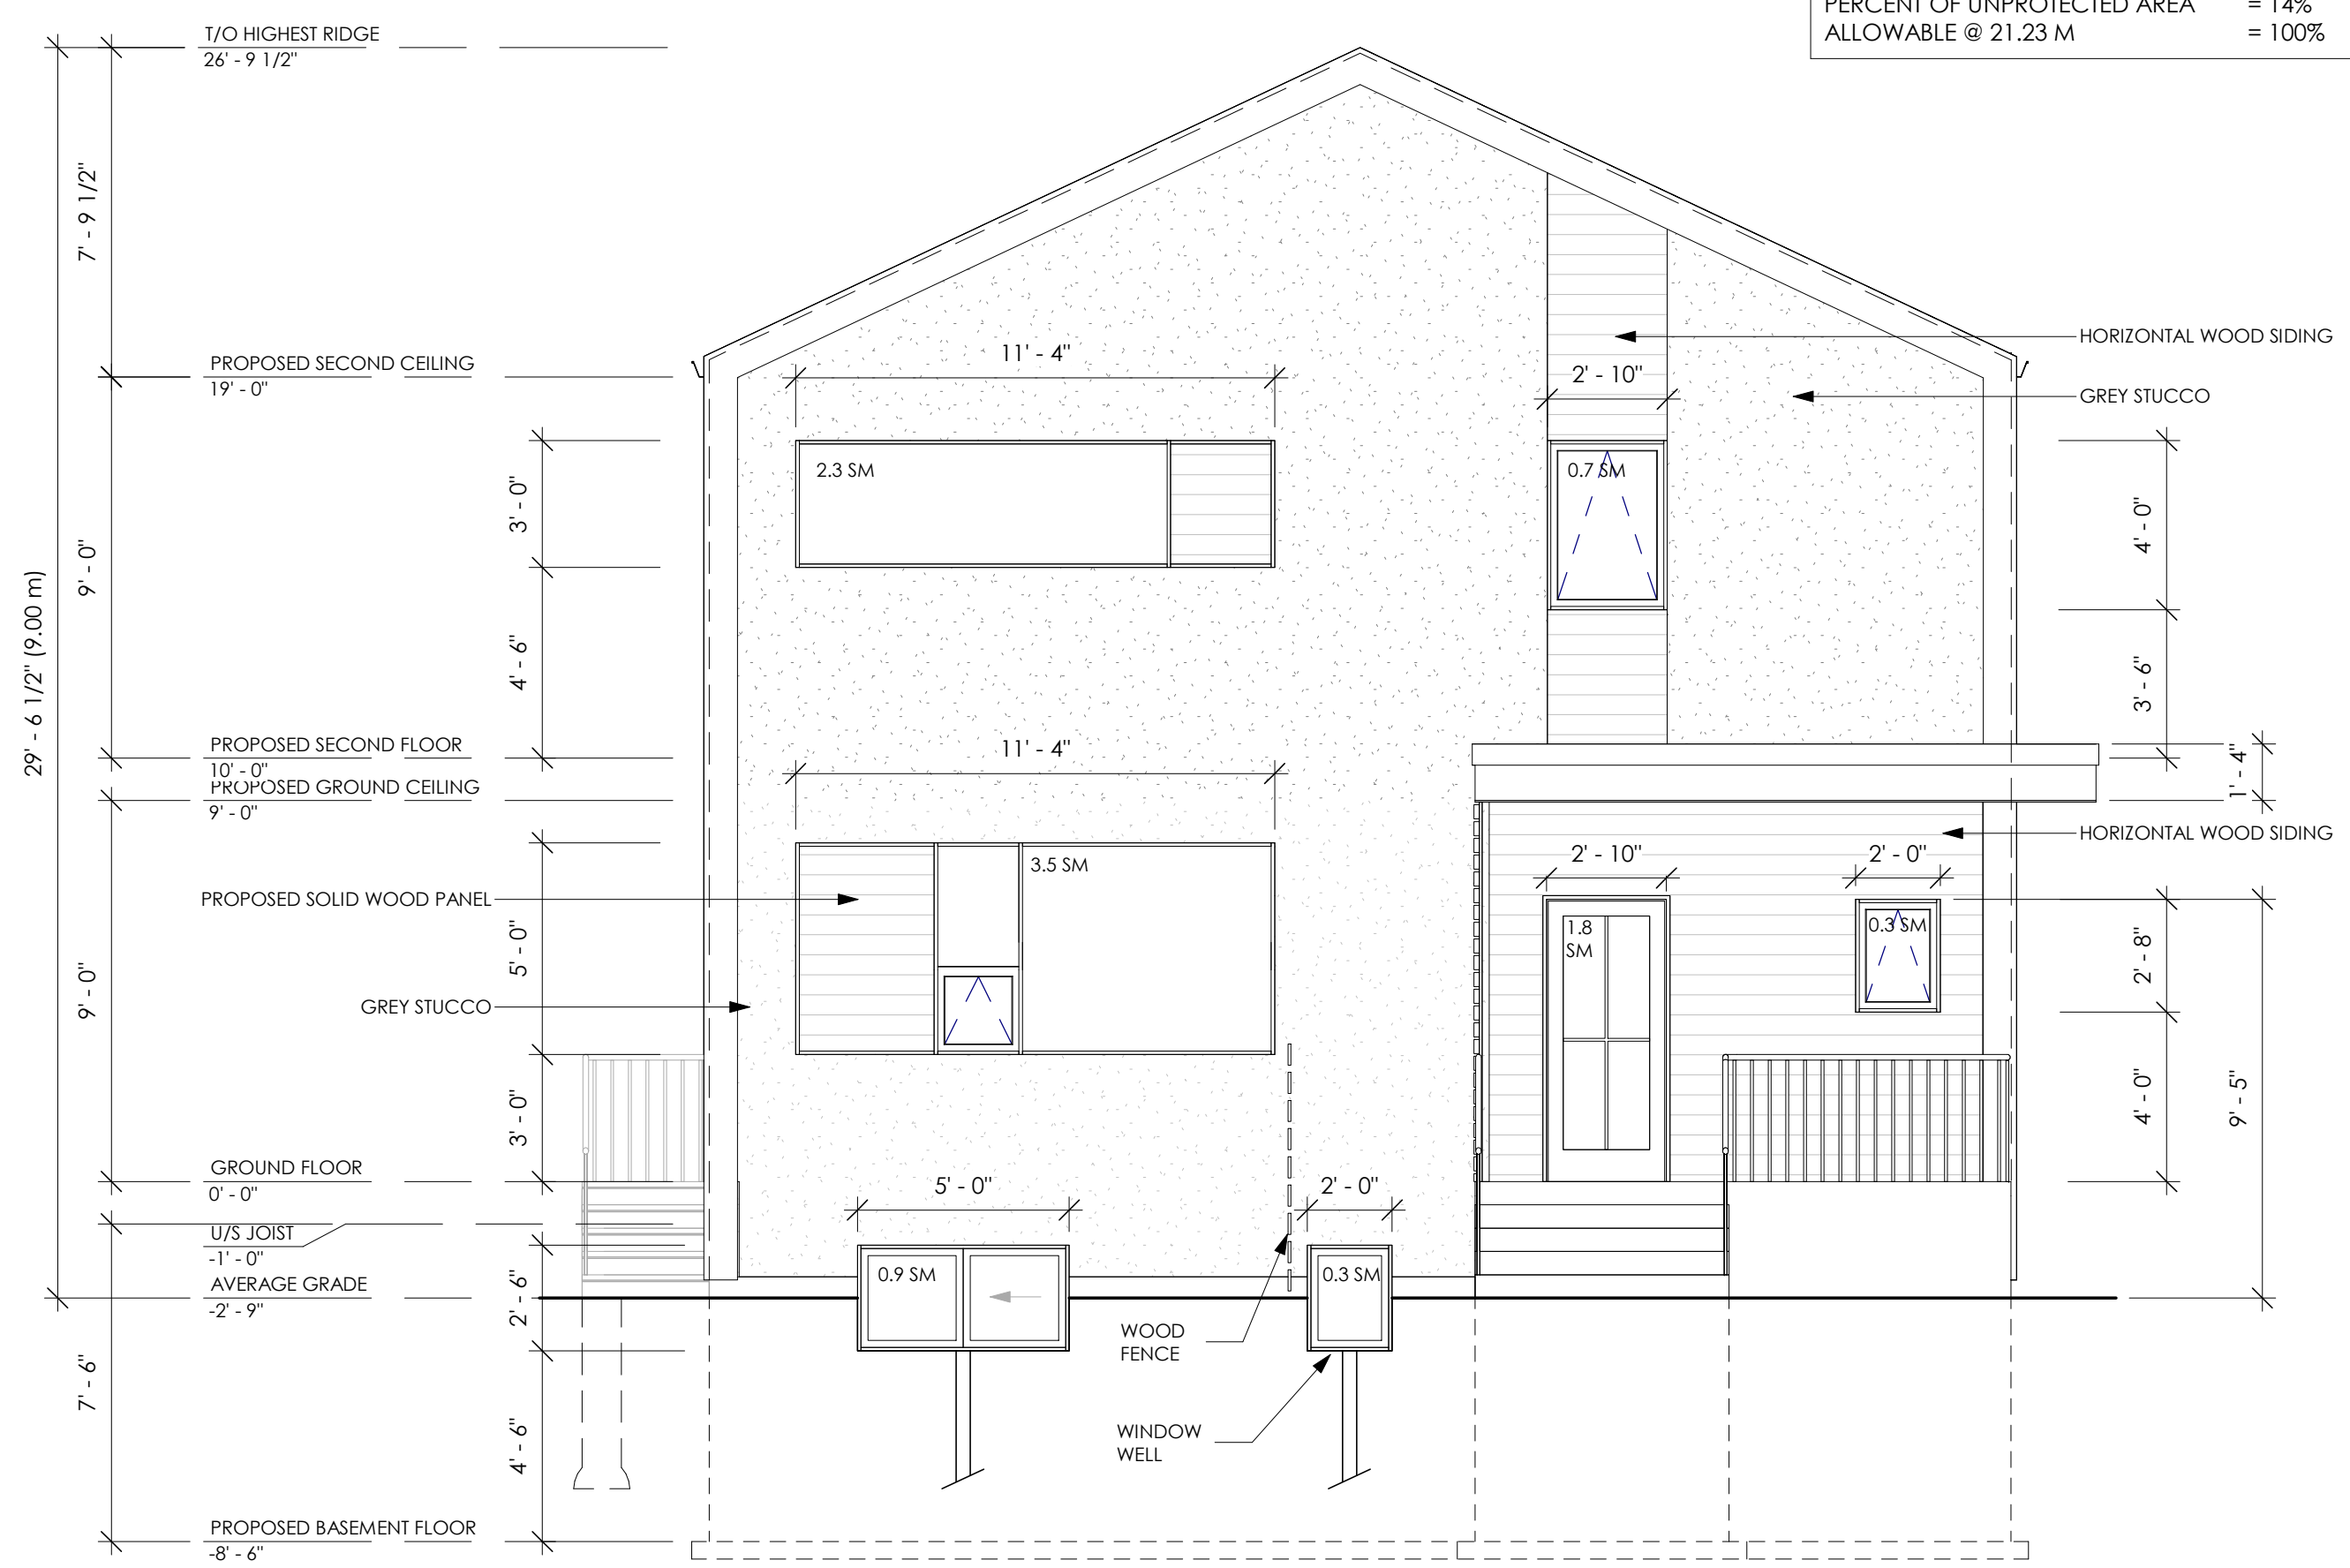 PERCENT OF UNPROTECTED AREA = 14%
ALLOWABLE @ 21.23 M = 100%
T/O HIGHEST RIDGE
26' - 9 1/2"
7' - 9 1/2"
PROPOSED SECOND CEILING
19' - 0"
11' - 4"
2' - 10"
HORIZONTAL WOOD SIDING
GREY STUCCO
2.3 SM
0.7 SM
3' - 0"
4' - 0"
9' - 0"
29' - 6 1/2" (9.00 m)
4' - 6"
3' - 6"
PROPOSED SECOND FLOOR
10' - 0"
PROPOSED GROUND CEILING
9' - 0"
11' - 4"
1' - 4"
HORIZONTAL WOOD SIDING
2' - 10"
2' - 0"
3.5 SM
PROPOSED SOLID WOOD PANEL
1.8
SM
0.3 SM
5' - 0"
2' - 8"
9' - 0"
GREY STUCCO
3' - 0"
4' - 0"
9' - 5"
GROUND FLOOR
0' - 0"
5' - 0"
2' - 0"
U/S JOIST
-1' - 0"
AVERAGE GRADE
-2' - 9"
2' - 6"
0.9 SM
0.3 SM
WOOD
FENCE
7' - 6"
4' - 6"
WINDOW
WELL
PROPOSED BASEMENT FLOOR
-8' - 6"